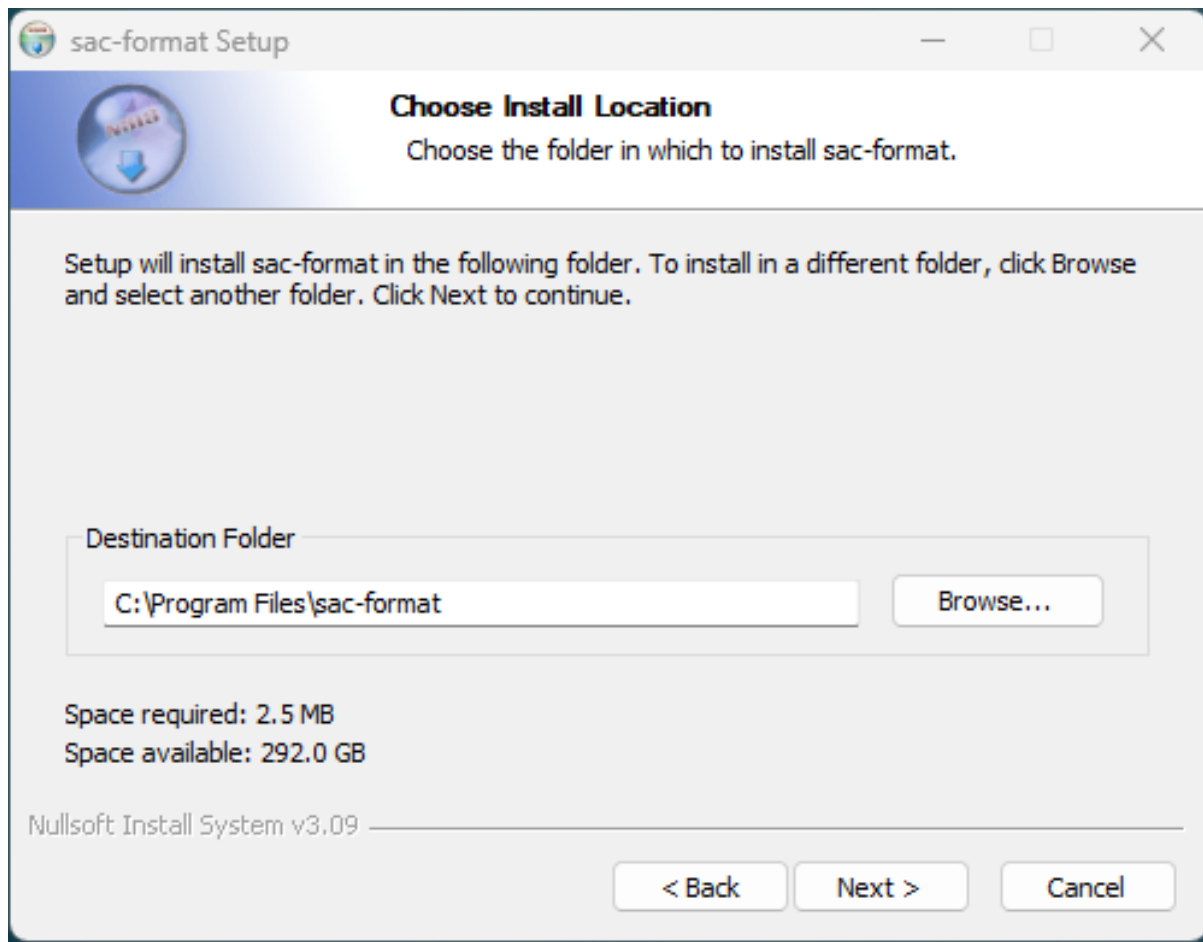 sac-format Setup
Choose Install Location
Choose the folder in which to install sac-format.
Setup will install sac-format in the following folder. To install in a different folder, click Browse
and select another folder. Click Next to continue.
Destination Folder
C:\Program Files\sac-format
Browse...
Space required: 2.5 MB
Space available: 292.0 GB
Nullsoft Install System v3.09
< Back
Next >
Cancel